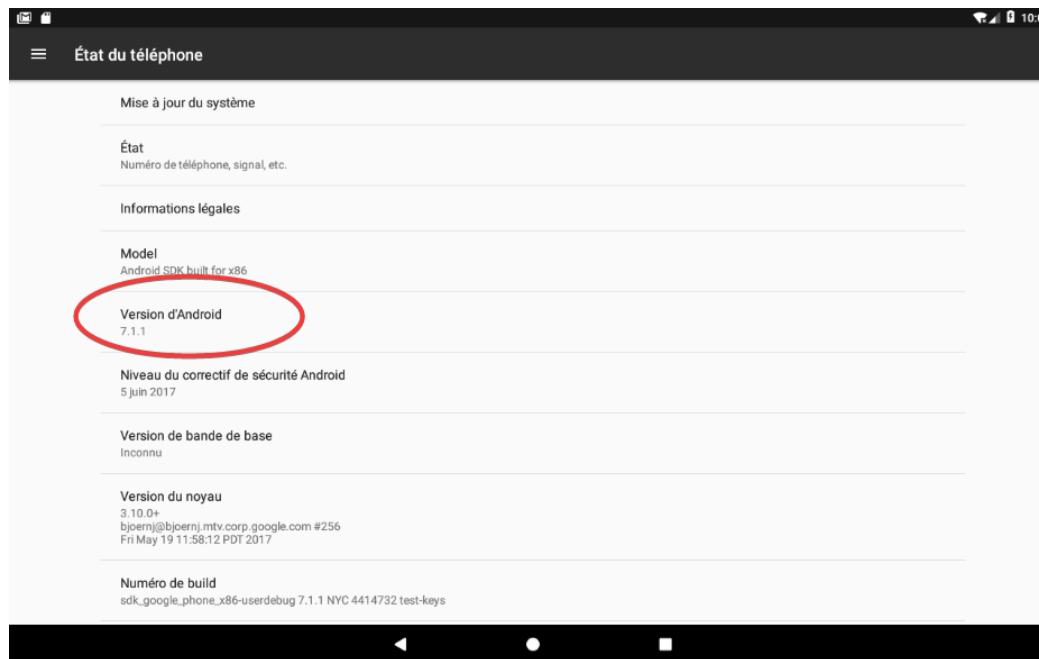 10:
État du téléphone
Mise à jour du système
État
Numéro de téléphone, signal, etc.
Informations légales
Model
Android SDK built for x86
Version d'Android
7.1.1
Niveau du correctif de sécurité Android
5 juin 2017
Version de bande de base
Inconnu
Version du noyau
3.10.0+
bjoernj@bjoernj.mtv.corp.google.com #256
Fri May 19 11:58:12 PDT 2017
Numéro de build
sdk_google_phone_x86-userdebug 7.1.1 NYC 4414732 test-keys